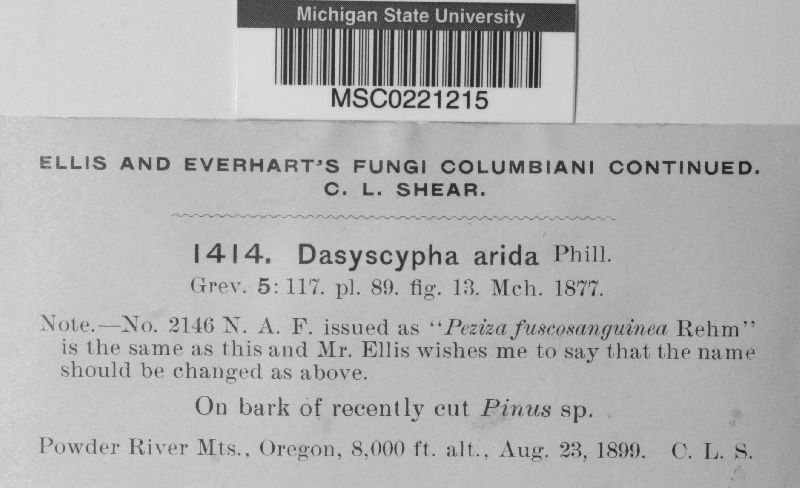 Michigan State University
MSC0221215
ELLIS AND EVERHART'S FUNGI COLUMBIANI CONTINUED.
C. L. SHEAR.
1414. Dasyscypha arida Phill.
Grev. 5: 117. pl. 89. fig. 13. Mch. 1877.
Note.—No. 2146 N. A. F. issued as "Peziza fuscosanguinea Rehm"
is the same as this and Mr. Ellis wishes me to say that the name
should be changed as above.
On bark of recently cut Pinus sp.
Powder River Mts., Oregon, 8,000 ft. alt., Aug. 23, 1899. C. L. S.